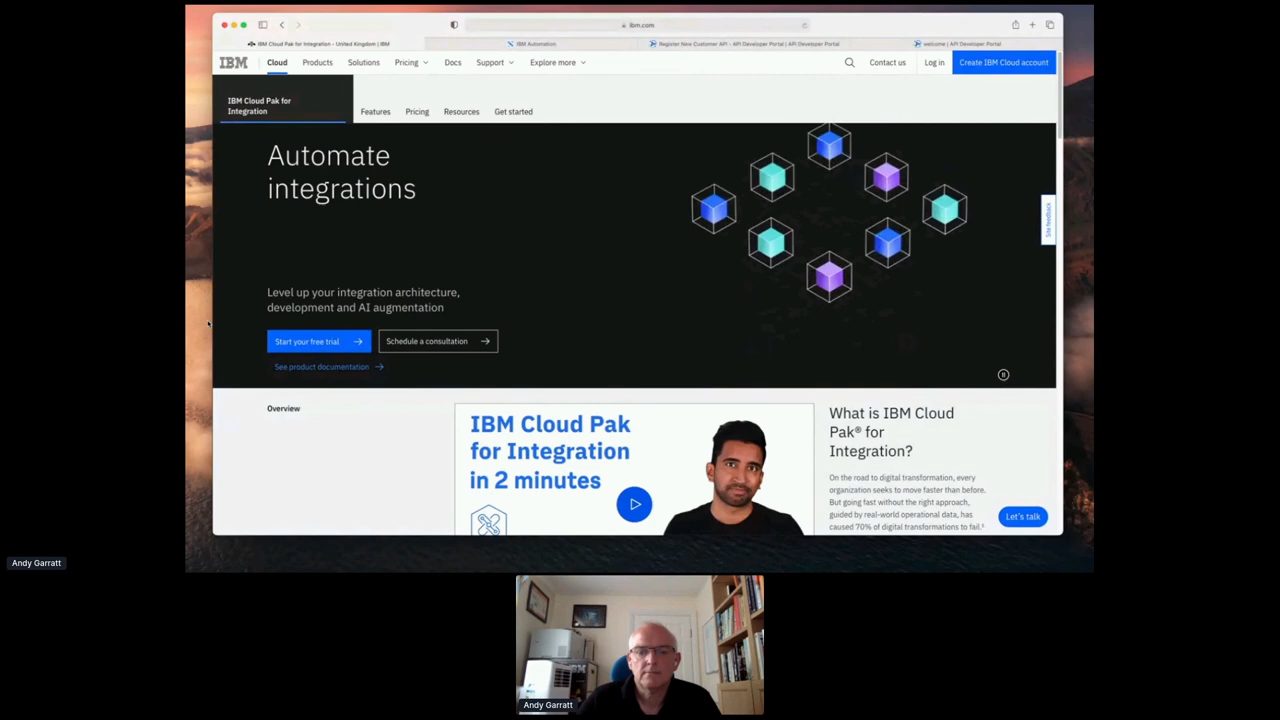 ibm.com
IBM Cloud Pak for Integration - United Kingdom | IBM
IBM Automation
Register New Customer API - API Developer Portal | API Developer Portal
welcome | API Developer Portal
IBM
Cloud
Products
Solutions
Pricing
Docs
Support
Explore more
Contact us
Log in
Create IBM Cloud account
IBM Cloud Pak for
Integration
Features
Pricing
Resources
Get started
Automate
integrations
Site feedback
Level up your integration architecture,
development and AI augmentation
Start your free trial
Schedule a consultation
See product documentation
Overview
IBM Cloud Pak
for Integration
in 2 minutes
What is IBM Cloud
Pak® for
Integration?
On the road to digital transformation, every
organization seeks to move faster than before.
But going fast without the right approach,
guided by real-world operational data, has
caused 70% of digital transformations to fail.¹
Let's talk
Andy Garratt
IBM
Andy Garratt